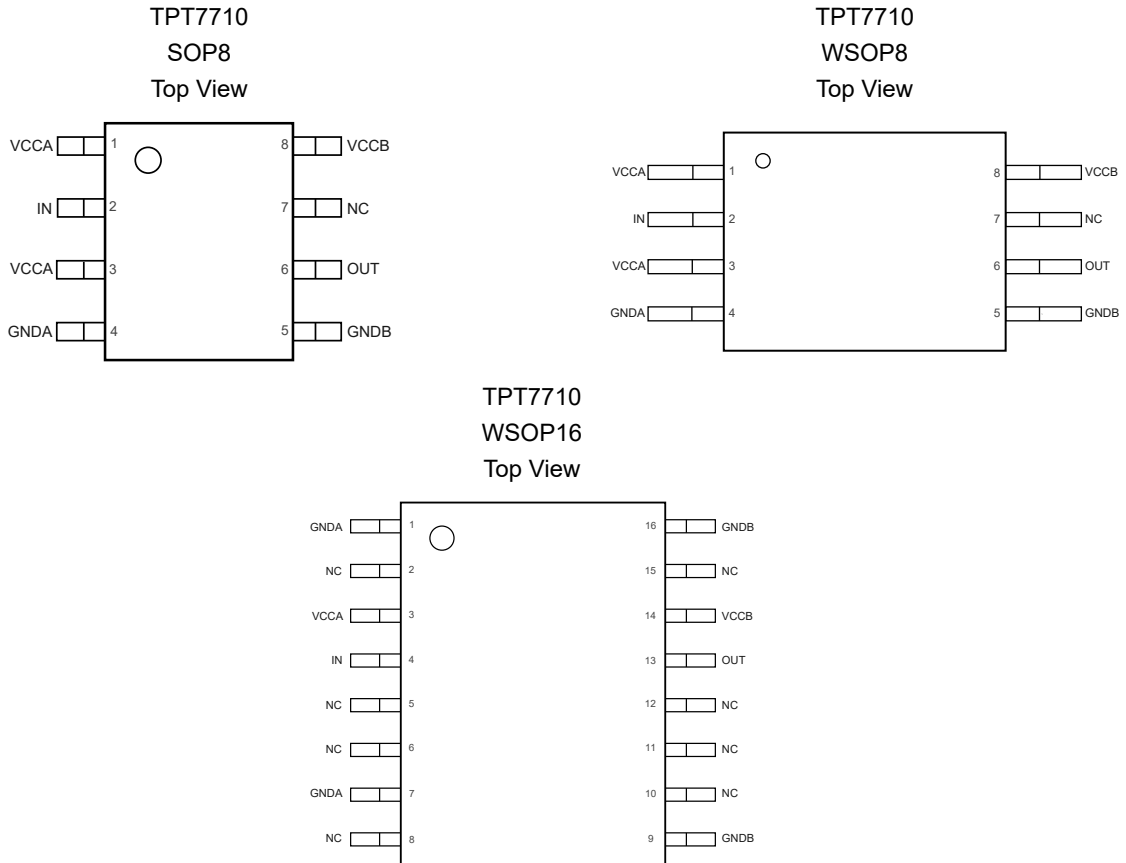 TPT7710
SOP8
Top View
VCCA 1 8 VCCB
IN 2 7 NC
VCCA 3 6 OUT
GNDA 4 5 GNDB
TPT7710
WSOP8
Top View
VCCA 1 8 VCCB
IN 2 7 NC
VCCA 3 6 OUT
GNDA 4 5 GNDB
TPT7710
WSOP16
Top View
GNDA 1 16 GNDB
NC 2 15 NC
VCCA 3 14 VCCB
IN 4 13 OUT
NC 5 12 NC
NC 6 11 NC
GNDA 7 10 NC
NC 8 9 GNDB